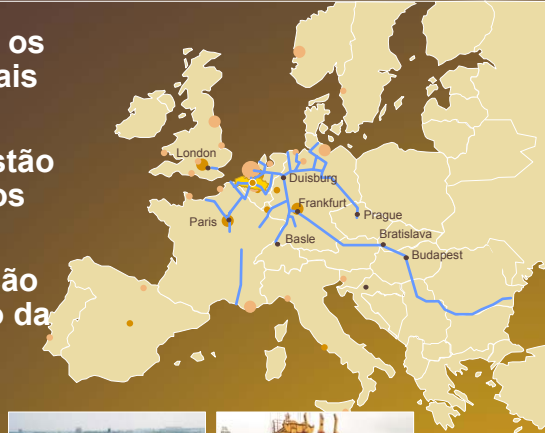 os
ais
stão
os
ão
o da
London
Duisburg
Frankfurt
Paris
Prague
Basle
Bratislava
Budapest